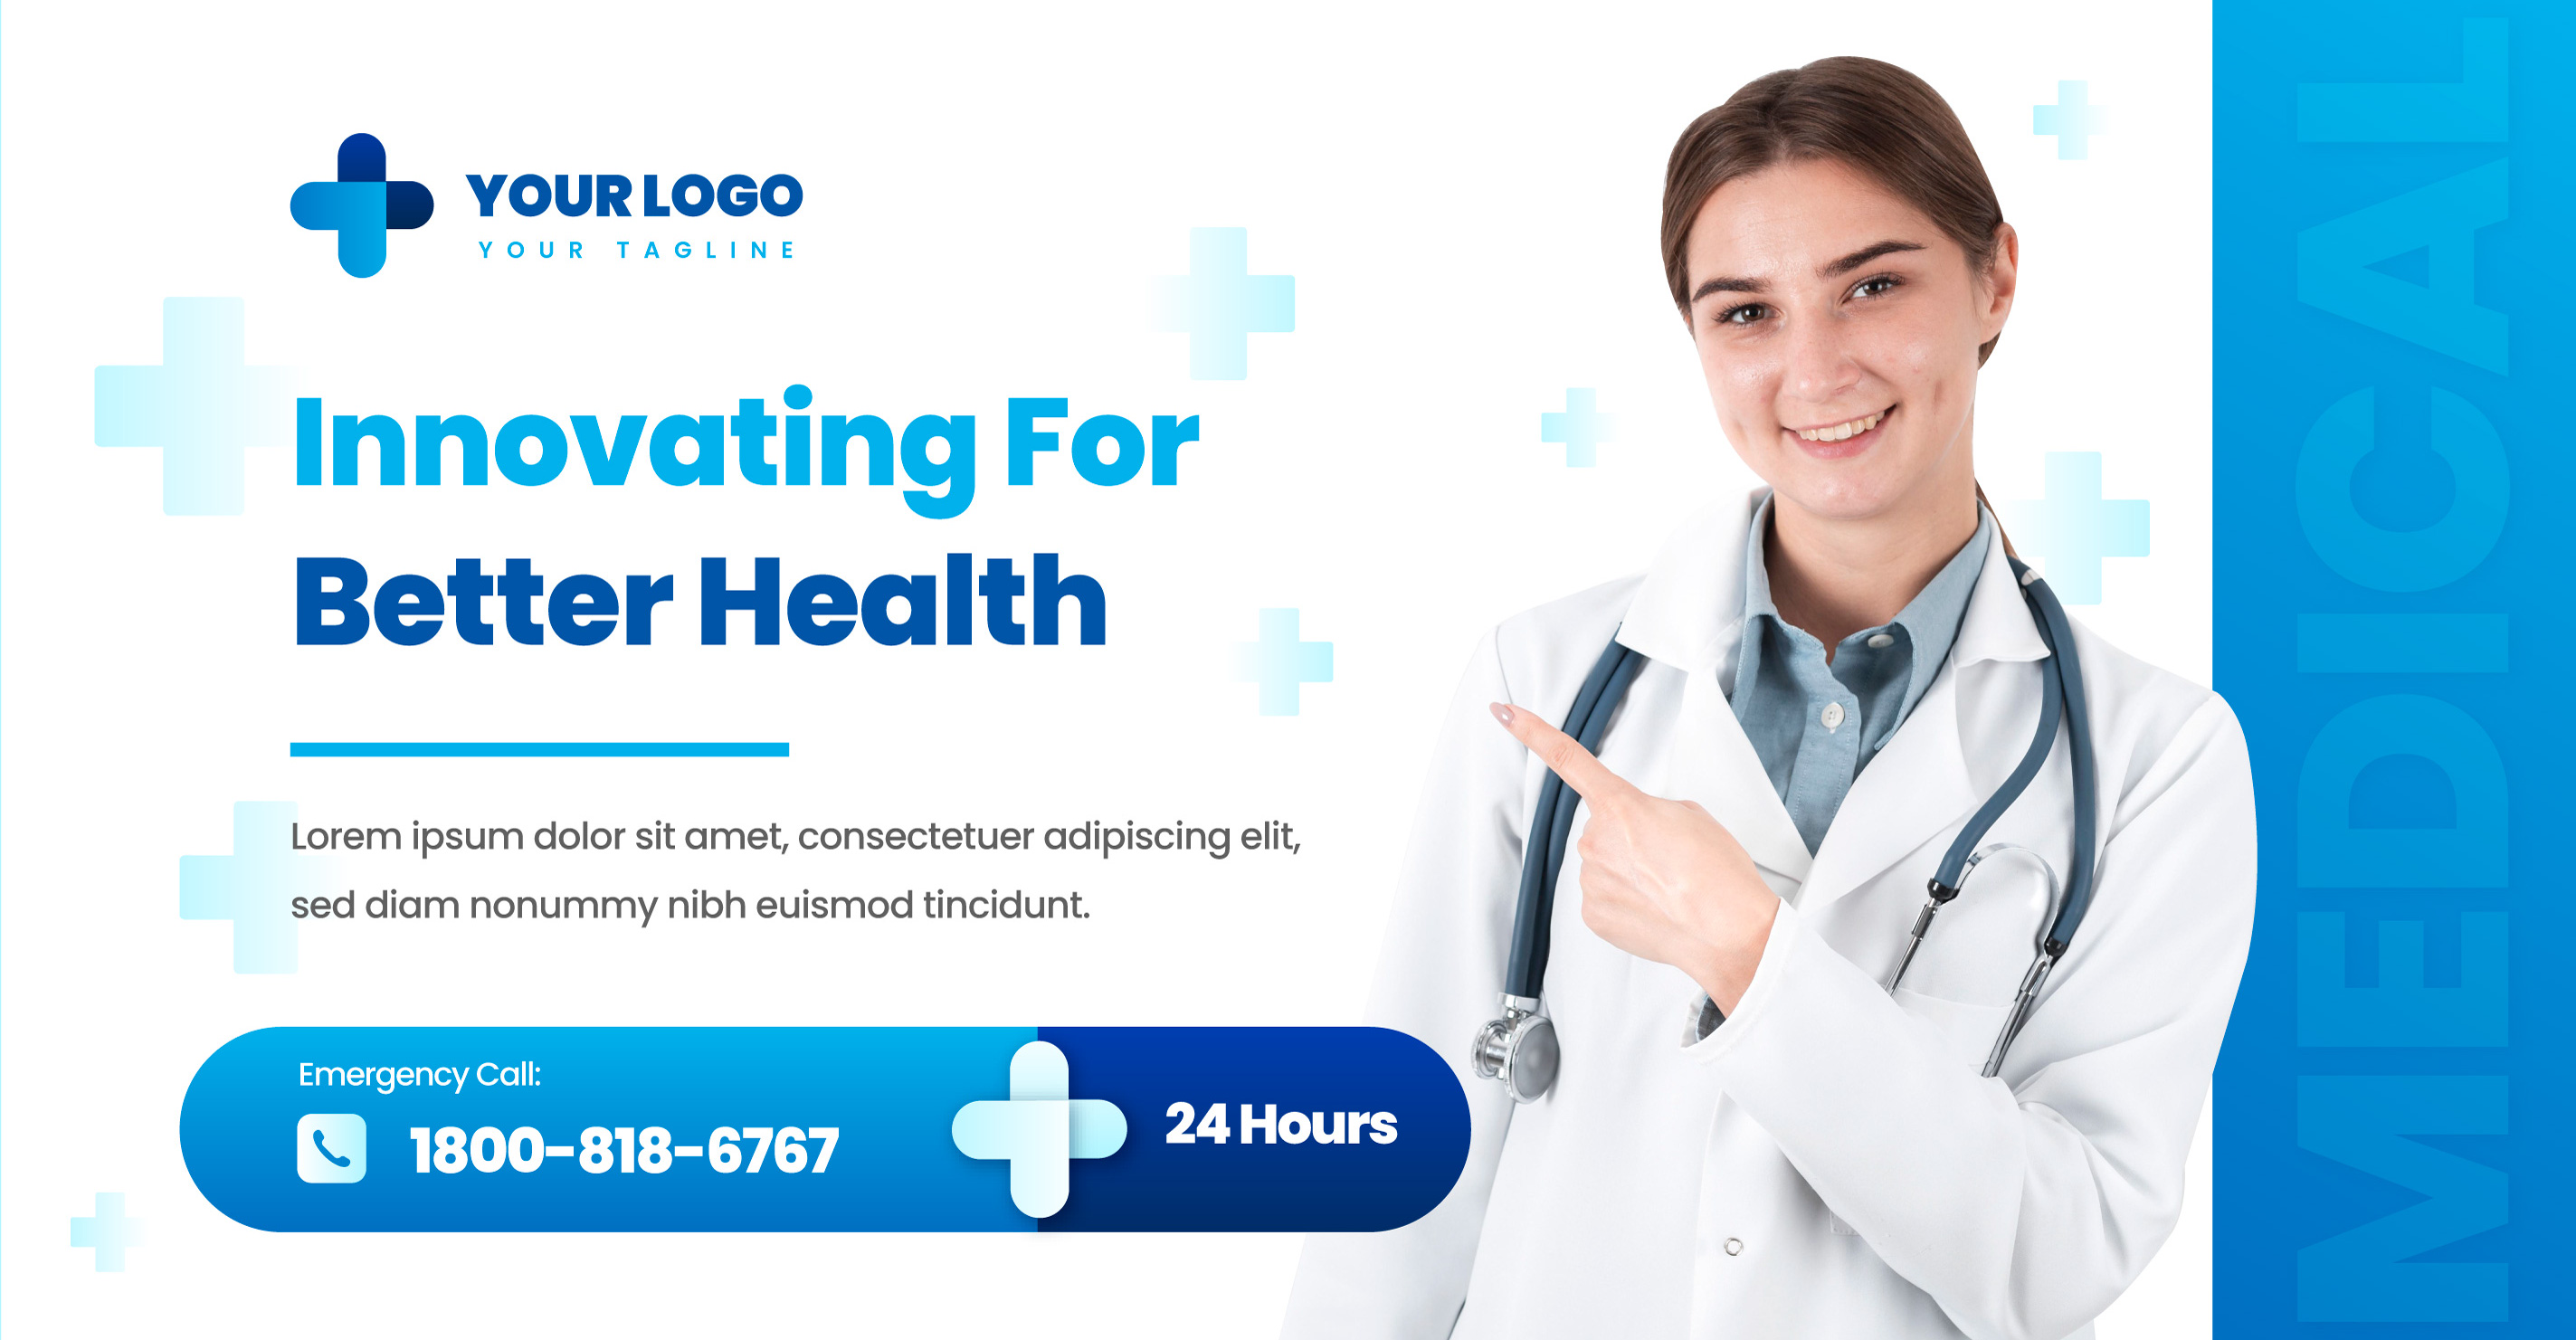 YOUR LOGO
YOUR TAGLINE
Innovating For
Better Health
Lorem ipsum dolor sit amet, consectetuer adipiscing elit,
sed diam nonummy nibh euismod tincidunt.
Emergency Call:
1800-818-6767
24 Hours
MEDICAL